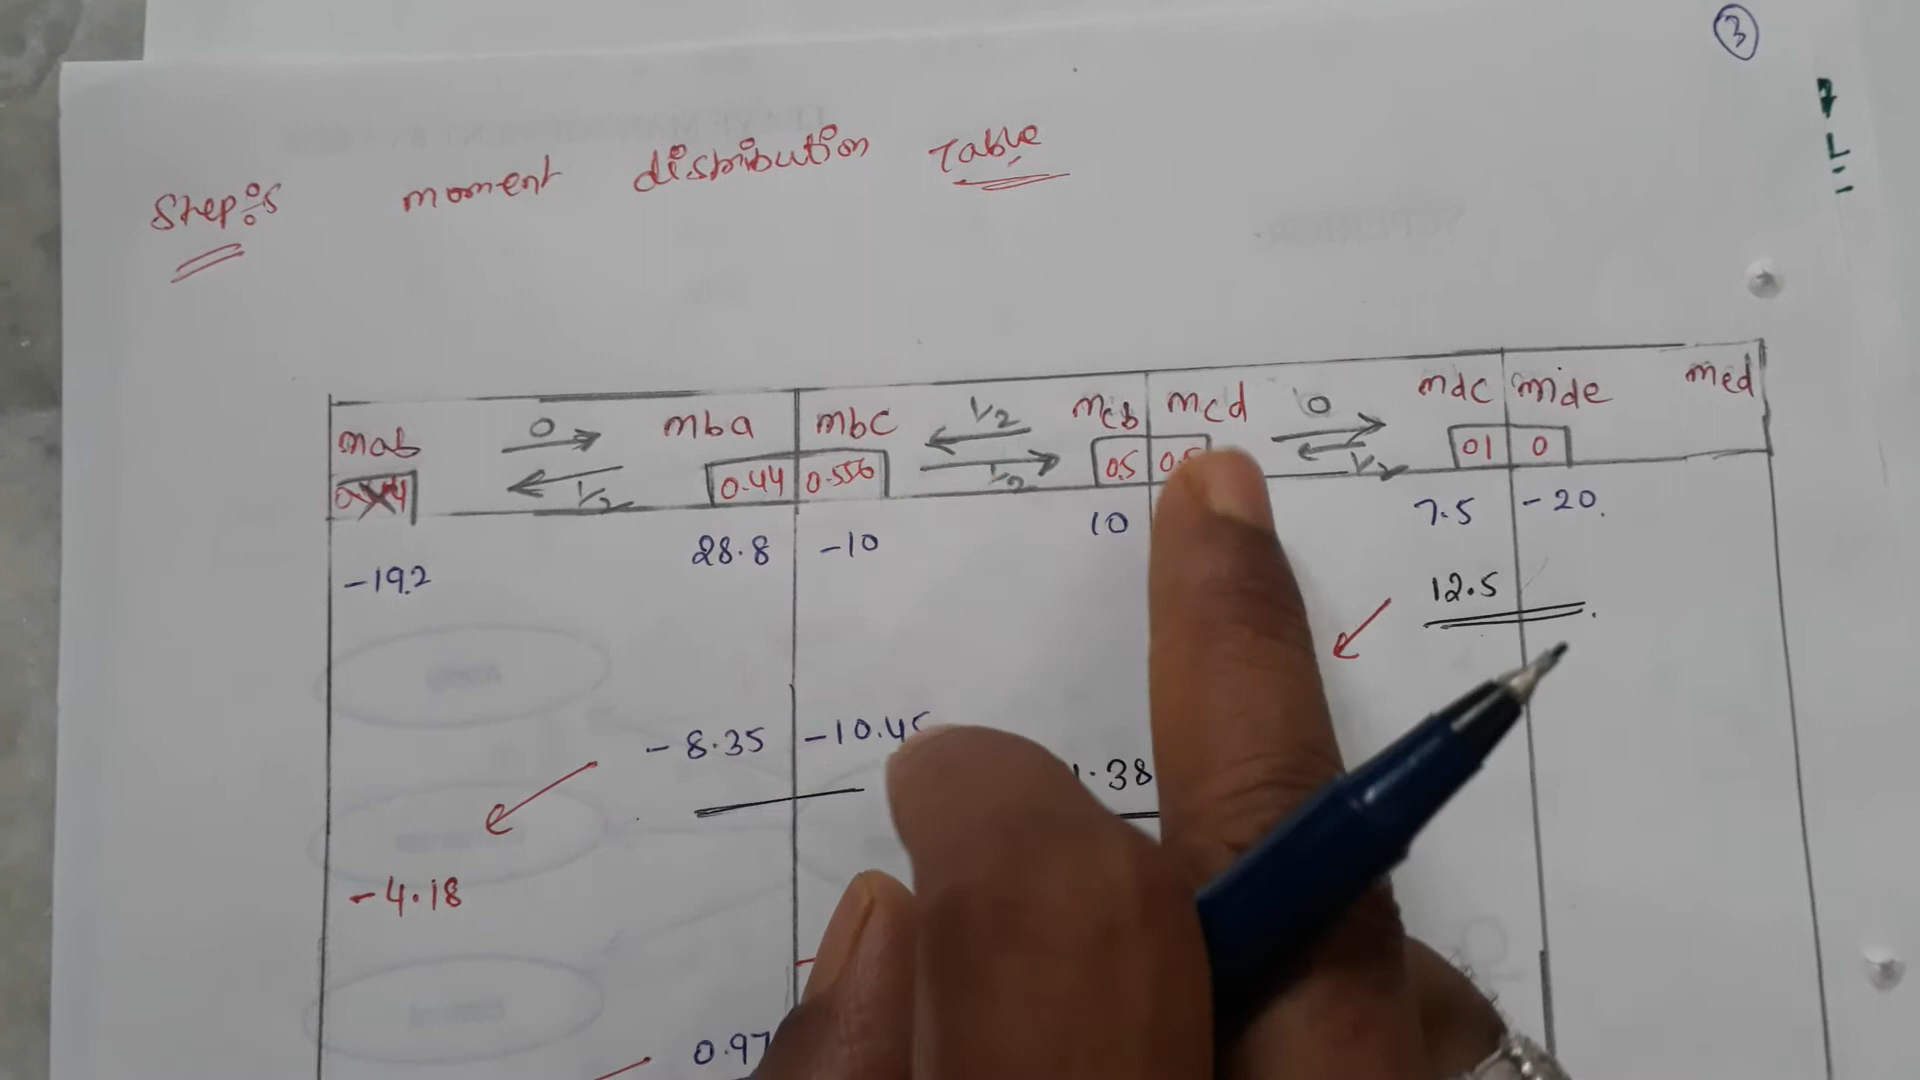 3
Step:5 moment distribution Table
mab 0 mba mbc 1/2 mcb mcd 0 mdc mde med
1/2 0.44 0.556 1/2 0.5 1/2 01 0
-19.2 28.8 -10 10 7.5 -20.
12.5
-8.35 -10.45 .38
-4.18
0.97